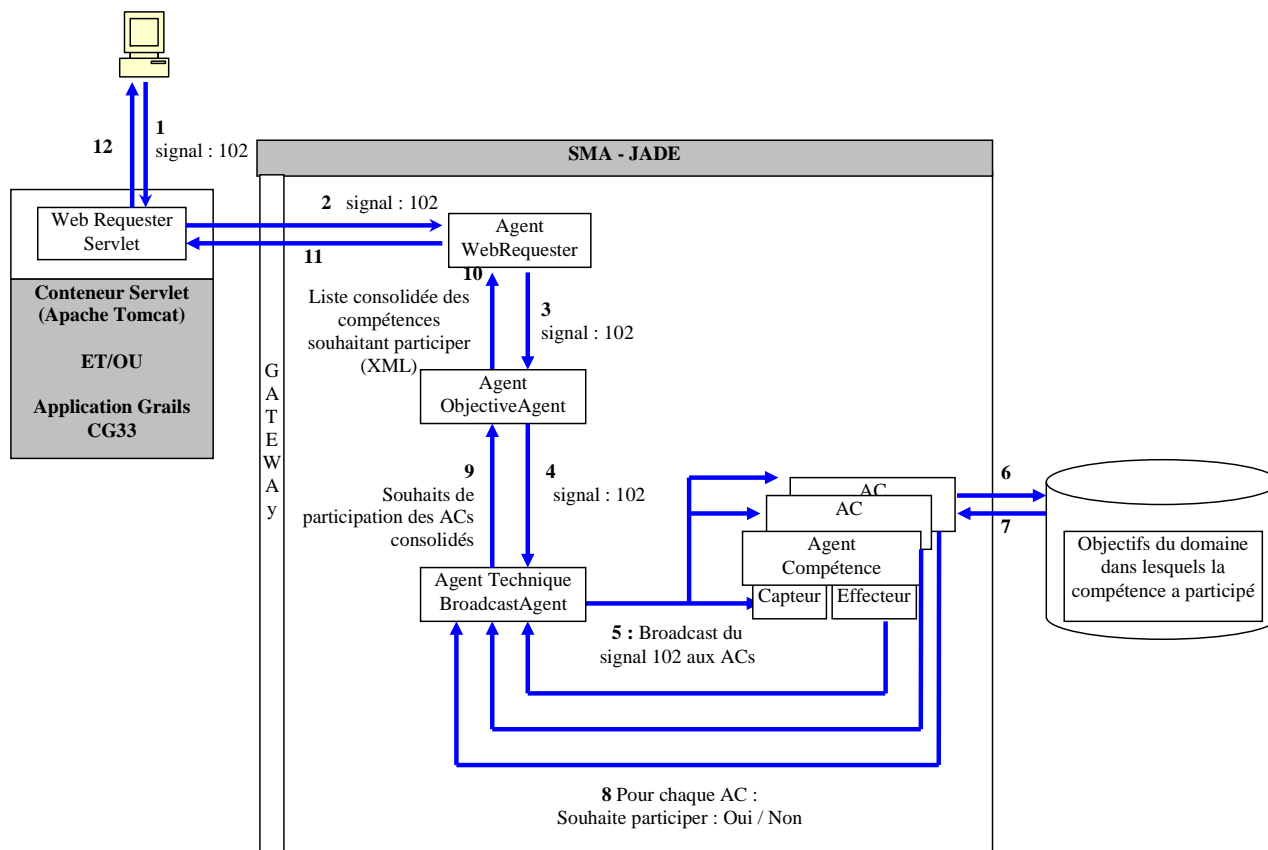 1
signal : 102
12
SMA - JADE
Web Requester
Servlet
2 signal : 102
11
Agent
WebRequester
10
Conteneur Servlet
(Apache Tomcat)
ET/OU
Application Grails
CG33
GATEWAy
Liste consolidée des
compétences
souhaitant participer
(XML)
3
signal : 102
Agent
ObjectiveAgent
9
Souhaits de
participation des ACs
consolidés
4
signal : 102
Agent Technique
BroadcastAgent
AC
AC
Agent
Compétence
Capteur
Effecteur
5 : Broadcast du
signal 102 aux ACs
6
7
Objectifs du domaine
dans lesquels la
compétence a participé
8 Pour chaque AC :
Souhaite participer : Oui / Non